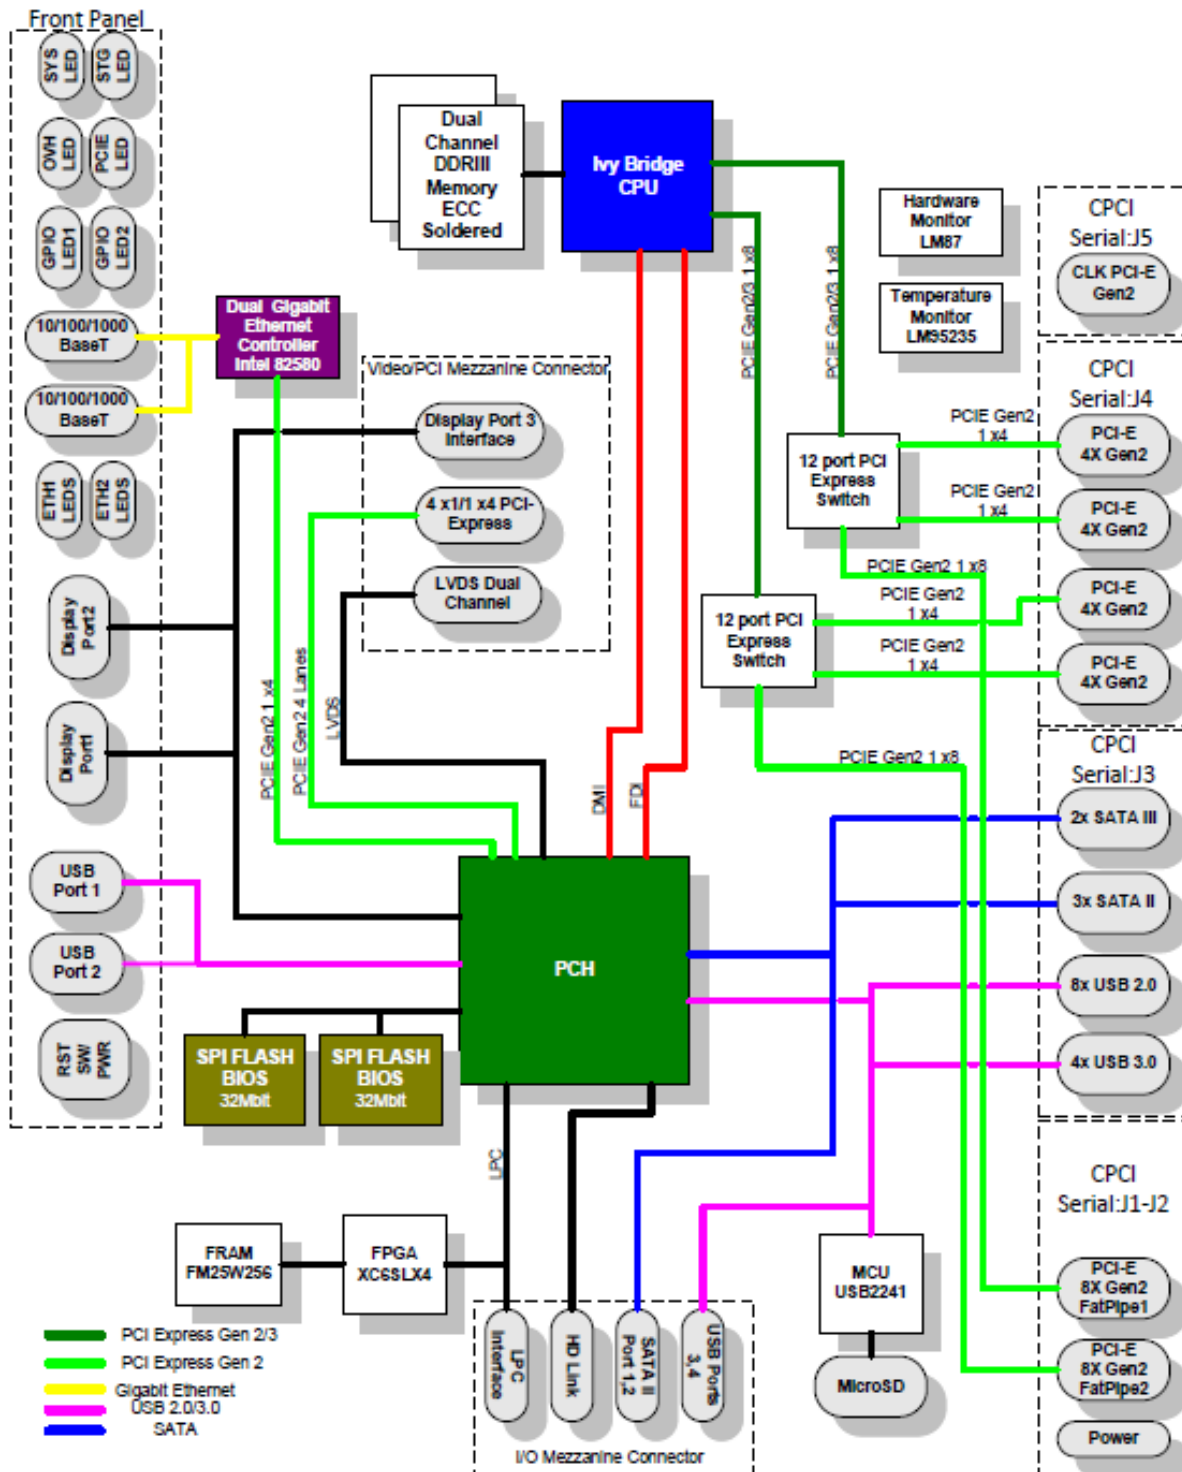 Front Panel
SYS
LED
STG
LED
OVH
LED
PCIE
LED
GPIO
LED1
GPIO
LED2
10/100/1000
BaseT
10/100/1000
BaseT
ETH1
LEDS
ETH2
LEDS
Display
Port2
Display
Port1
USB
Port 1
USB
Port 2
RST
SW/
PWR
Dual
Channel
DDRIII
Memory
ECC
Soldered
Ivy Bridge
CPU
Hardware
Monitor
LM87
Temperature
Monitor
LM95235
Dual Gigabit
Ethernet
Controller
Intel 82580
Video/PCI Mezzanine Connector
Display Port 3
Interface
4 x1/1 x4 PCI-
Express
LVDS Dual
Channel
PCIE Gen2/3 1 x8
PCIE Gen2/3 1 x8
12 port PCI
Express
Switch
12 port PCI
Express
Switch
PCIE Gen2
1 x4
PCIE Gen2
1 x4
PCIE Gen2 1 x8
PCIE Gen2
1 x4
PCIE Gen2
1 x4
PCIE Gen2 1 x8
PCIE Gen2 1 x4
PCIE Gen2 4 Lanes
LVDS
DMI
FDI
CPCI
Serial:J5
CLK PCI-E
Gen2
CPCI
Serial:J4
PCI-E
4X Gen2
PCI-E
4X Gen2
PCI-E
4X Gen2
PCI-E
4X Gen2
CPCI
Serial:J3
2x SATA III
3x SATA II
8x USB 2.0
4x USB 3.0
CPCI
Serial:J1-J2
PCI-E
8X Gen2
FatPipe1
PCI-E
8X Gen2
FatPipe2
Power
PCH
SPI FLASH
BIOS
32Mbit
SPI FLASH
BIOS
32Mbit
LPC
FRAM
FM25W256
FPGA
XC6SLX4
MCU
USB2241
MicroSD
LPC
Interface
HD Link
SATA II
Port 1,2
USB Ports
3,4
I/O Mezzanine Connector
PCI Express Gen 2/3
PCI Express Gen 2
Gigabit Ethernet
USB 2.0/3.0
SATA